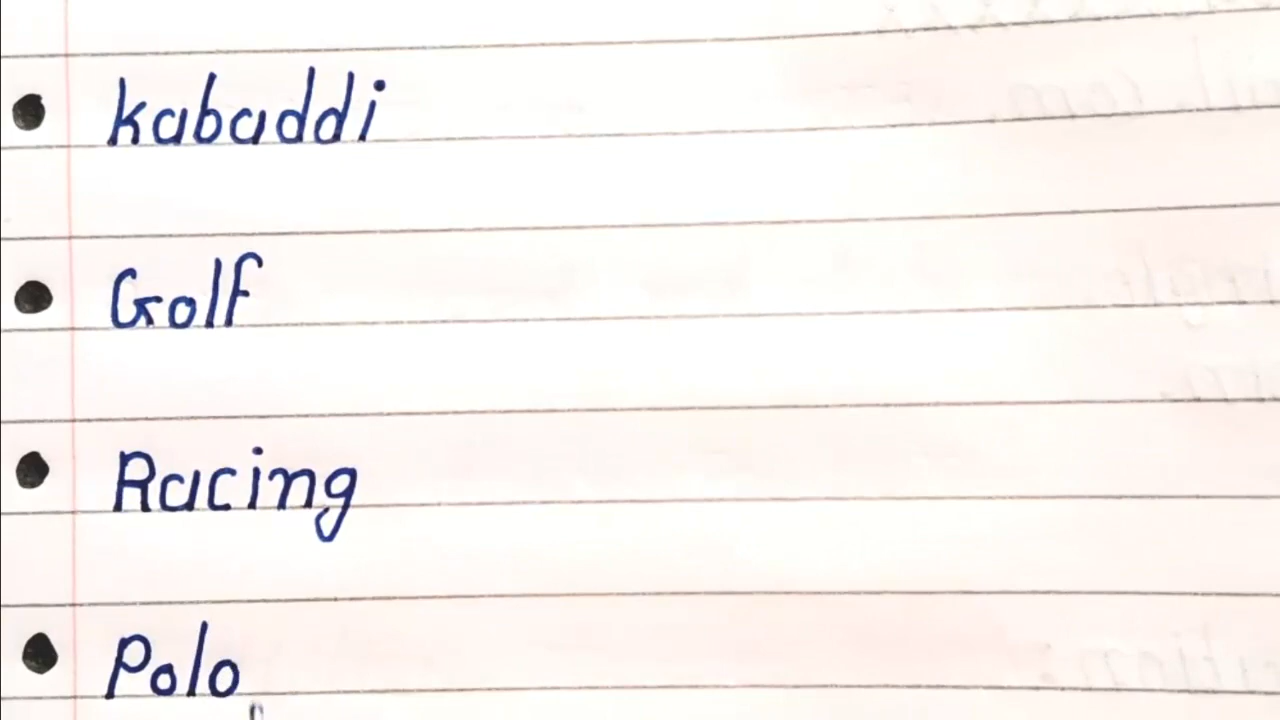 • kabaddi
• Golf
• Racing
• Polo